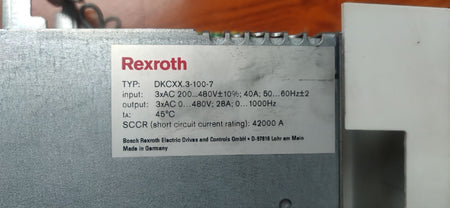 Rexroth
TYP: DKCXX.3-100-7
input: 3xAC 200...480V±10%; 40A; 50...60Hz±2
output: 3xAC 0...480V; 28A; 0...1000Hz
tA: 45°C
SCCR (short circuit current rating): 42000 A
Bosch Rexroth Electric Drives and Controls GmbH • D-97816 Lohr am Main
Made in Germany